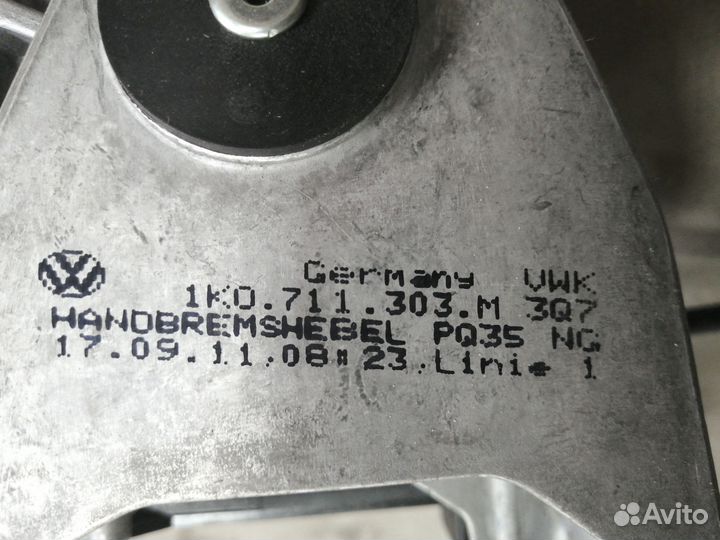 Germany VWK
1K0.711.303.M 3Q7
HANDBREMSHEBEL PQ35 NG
17.09.11.08:23.Linie 1
Avito